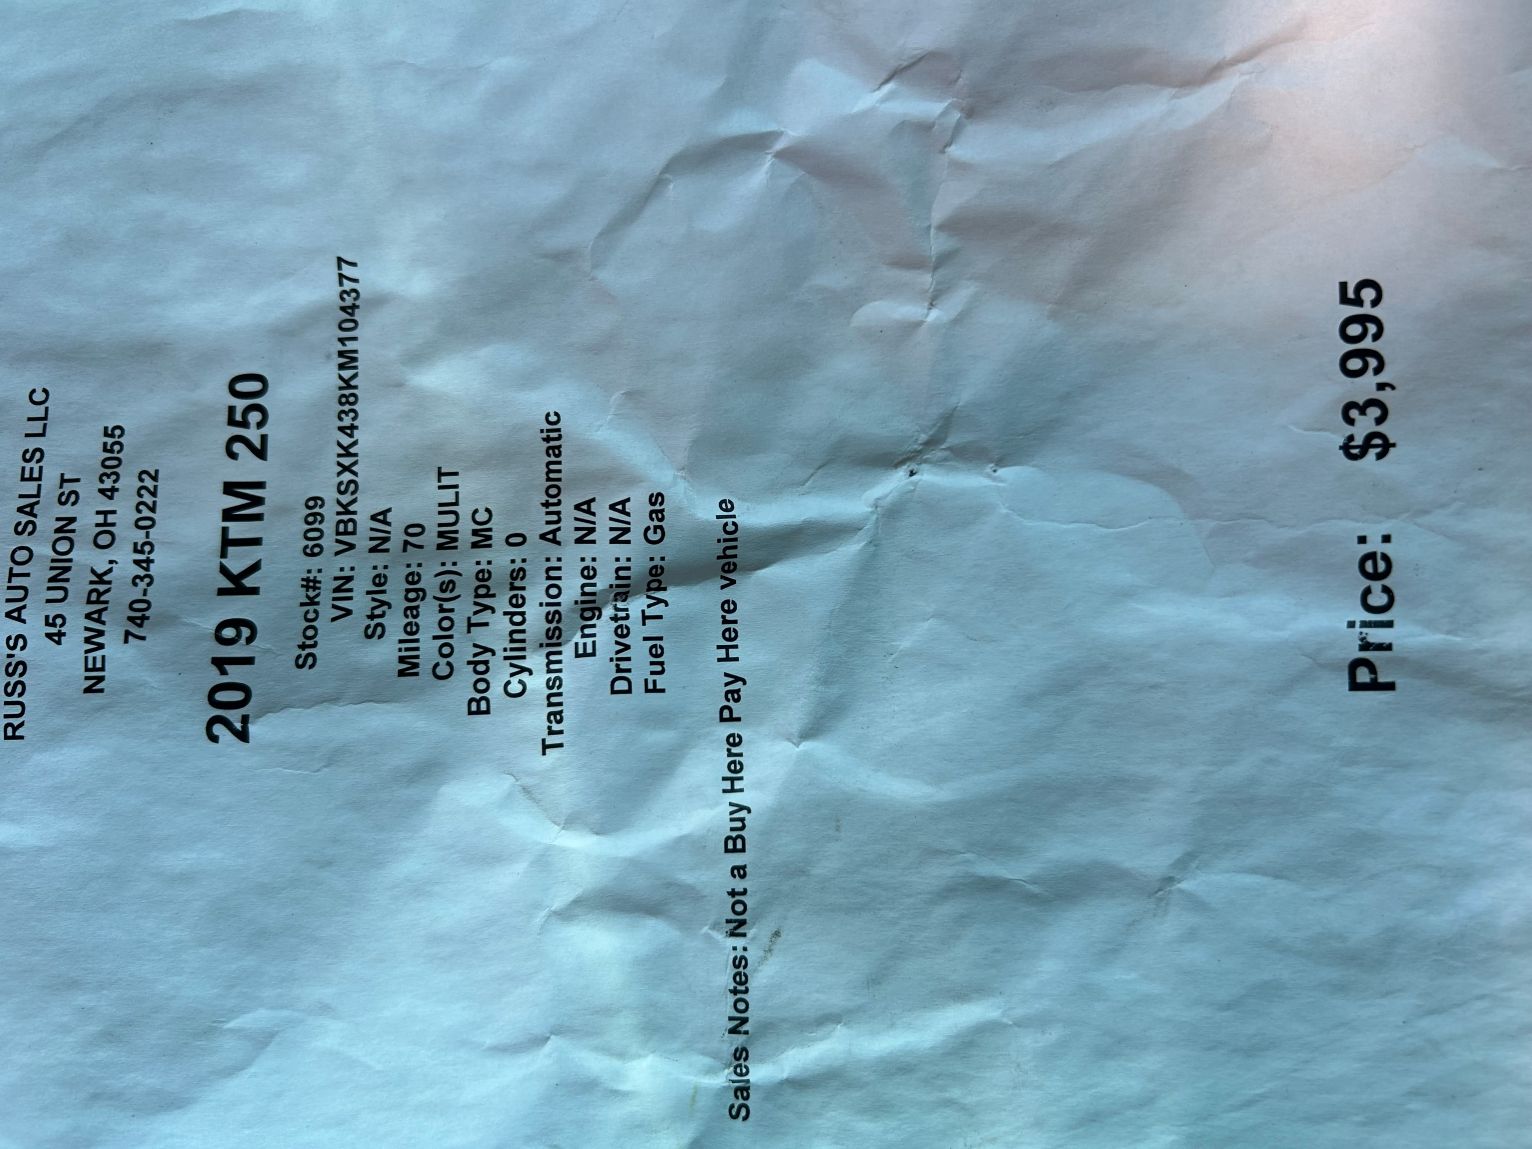 RUSS'S AUTO SALES LLC
45 UNION ST
NEWARK, OH 43055
740-345-0222
2019 KTM 250
Stock#: 6099
VIN: VBKSXK438KM104377
Style: N/A
Mileage: 70
Color(s): MULIT
Body Type: MC
Cylinders: 0
Transmission: Automatic
Engine: N/A
Drivetrain: N/A
Fuel Type: Gas
Sales Notes: Not a Buy Here Pay Here vehicle
Price: $3,995